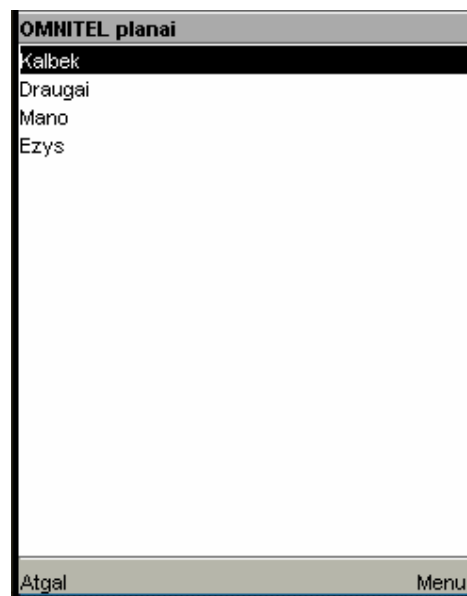 OMNITEL planai
Kalbek
Draugai
Mano
Ezys
Atgal Menu